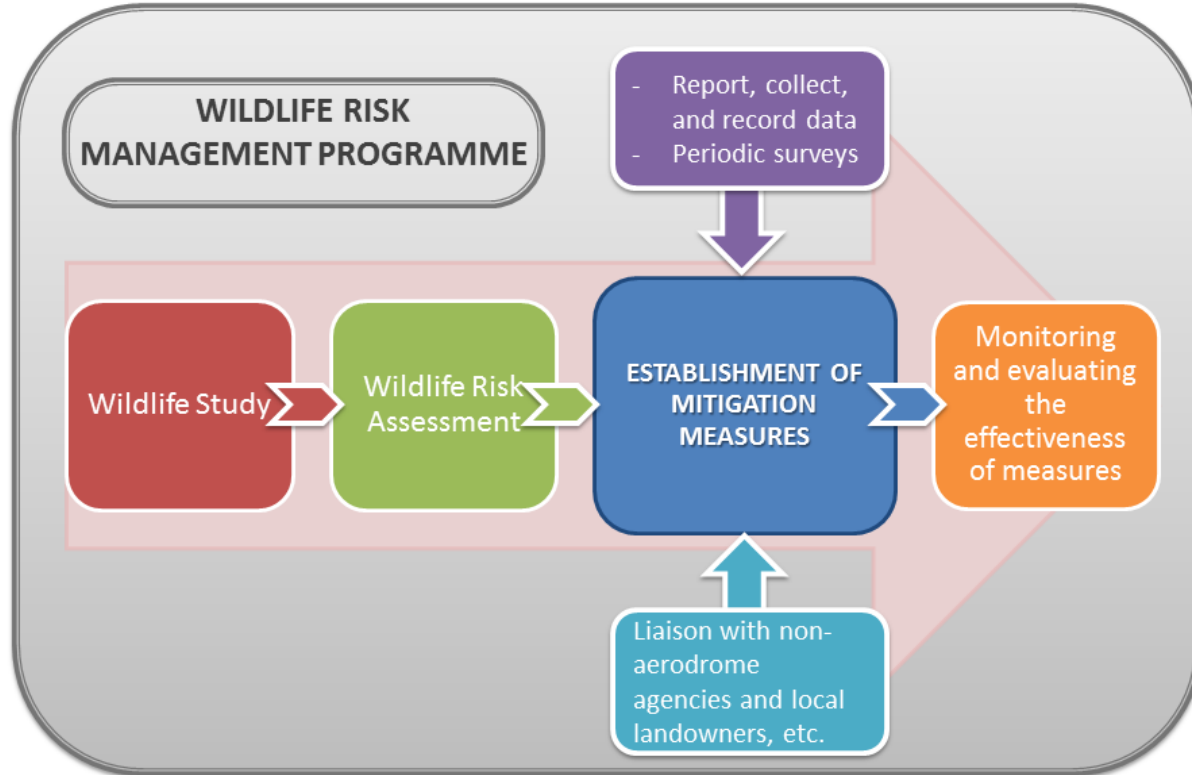 WILDLIFE RISK
MANAGEMENT PROGRAMME
- Report, collect,
and record data
- Periodic surveys
Wildlife Study
Wildlife Risk
Assessment
ESTABLISHMENT OF
MITIGATION
MEASURES
Monitoring
and evaluating
the
effectiveness
of measures
Liaison with non-
aerodrome
agencies and local
landowners, etc.